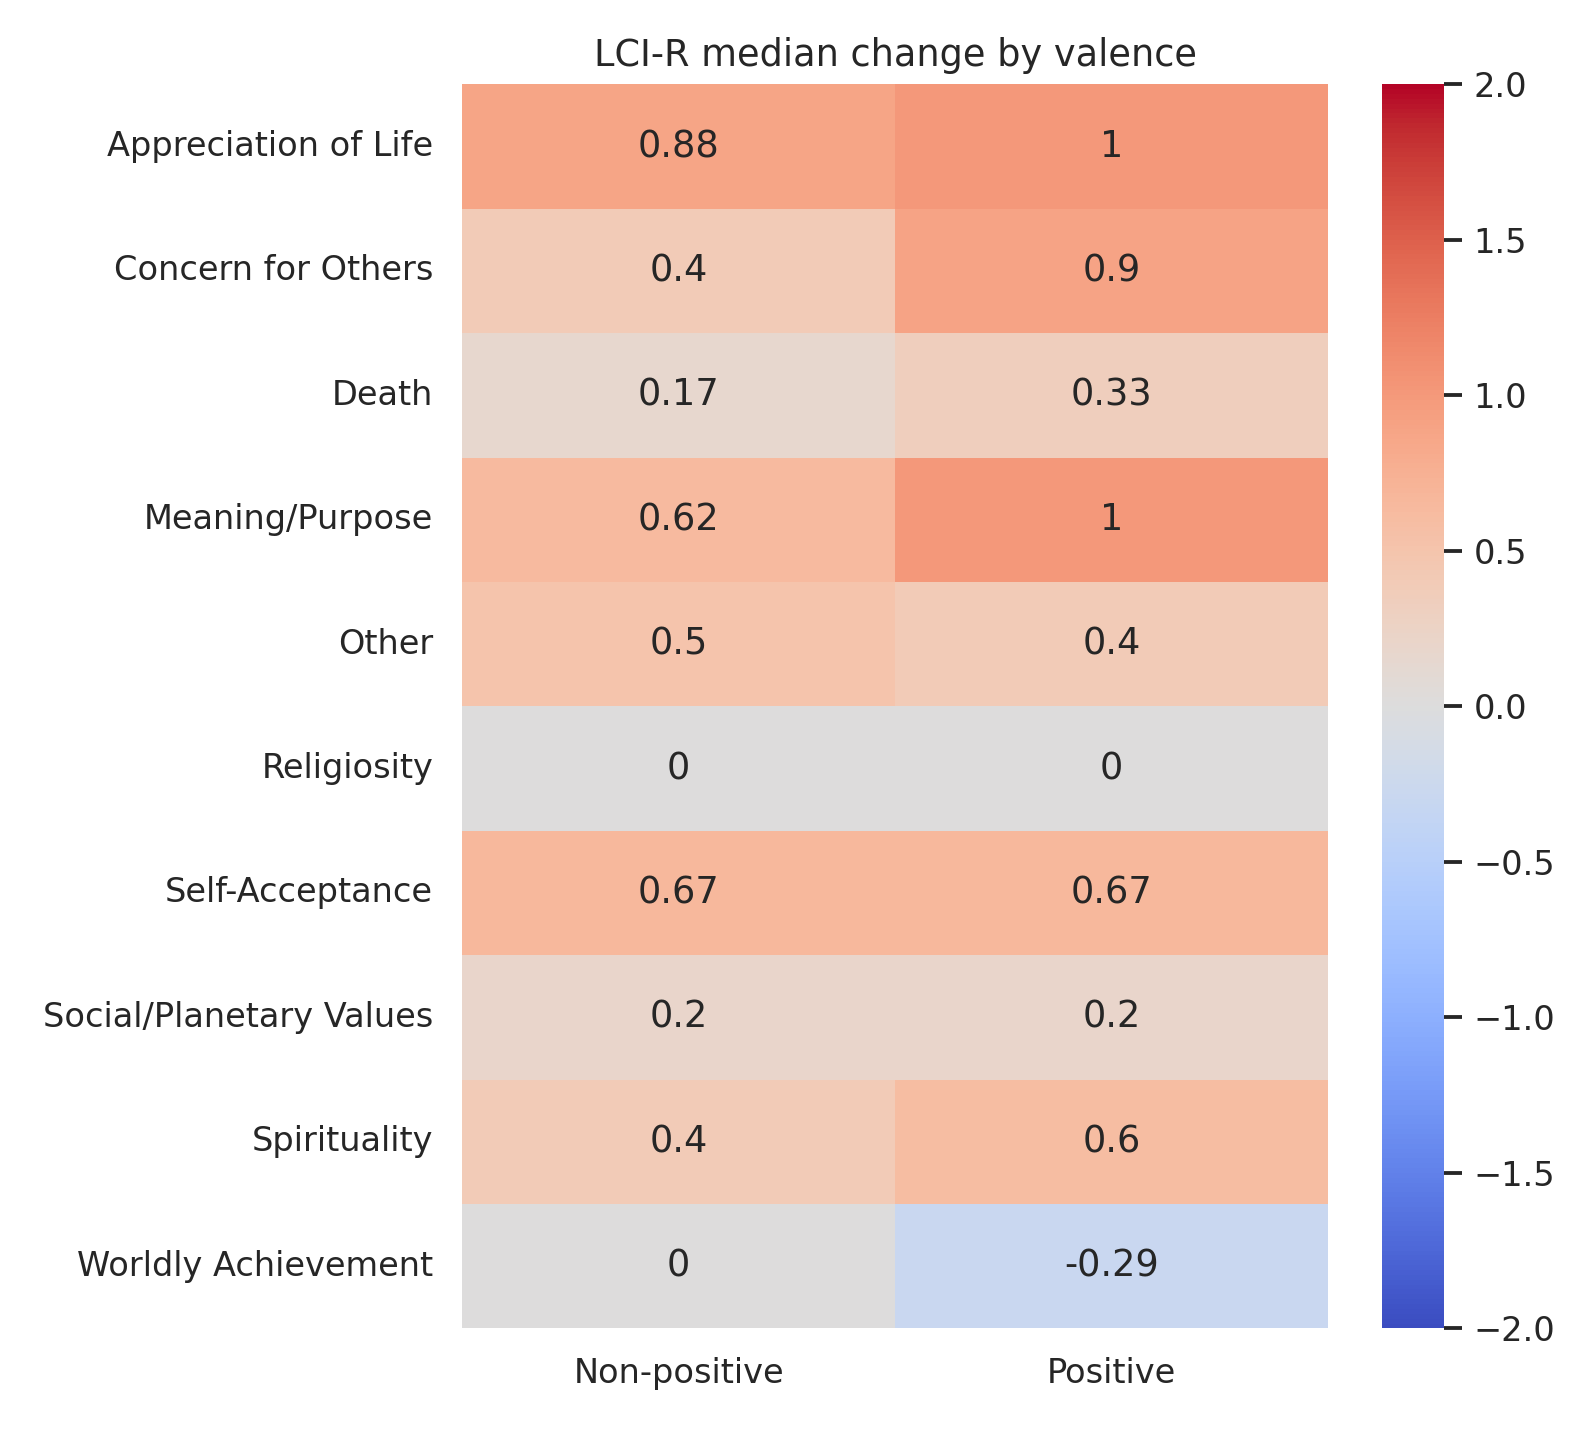 LCI-R median change by valence
Appreciation of Life 0.88 1
Concern for Others 0.4 0.9
Death 0.17 0.33
Meaning/Purpose 0.62 1
Other 0.5 0.4
Religiosity 0 0
Self-Acceptance 0.67 0.67
Social/Planetary Values 0.2 0.2
Spirituality 0.4 0.6
Worldly Achievement 0 -0.29
Non-positive Positive
2.0
1.5
1.0
0.5
0.0
−0.5
−1.0
−1.5
−2.0